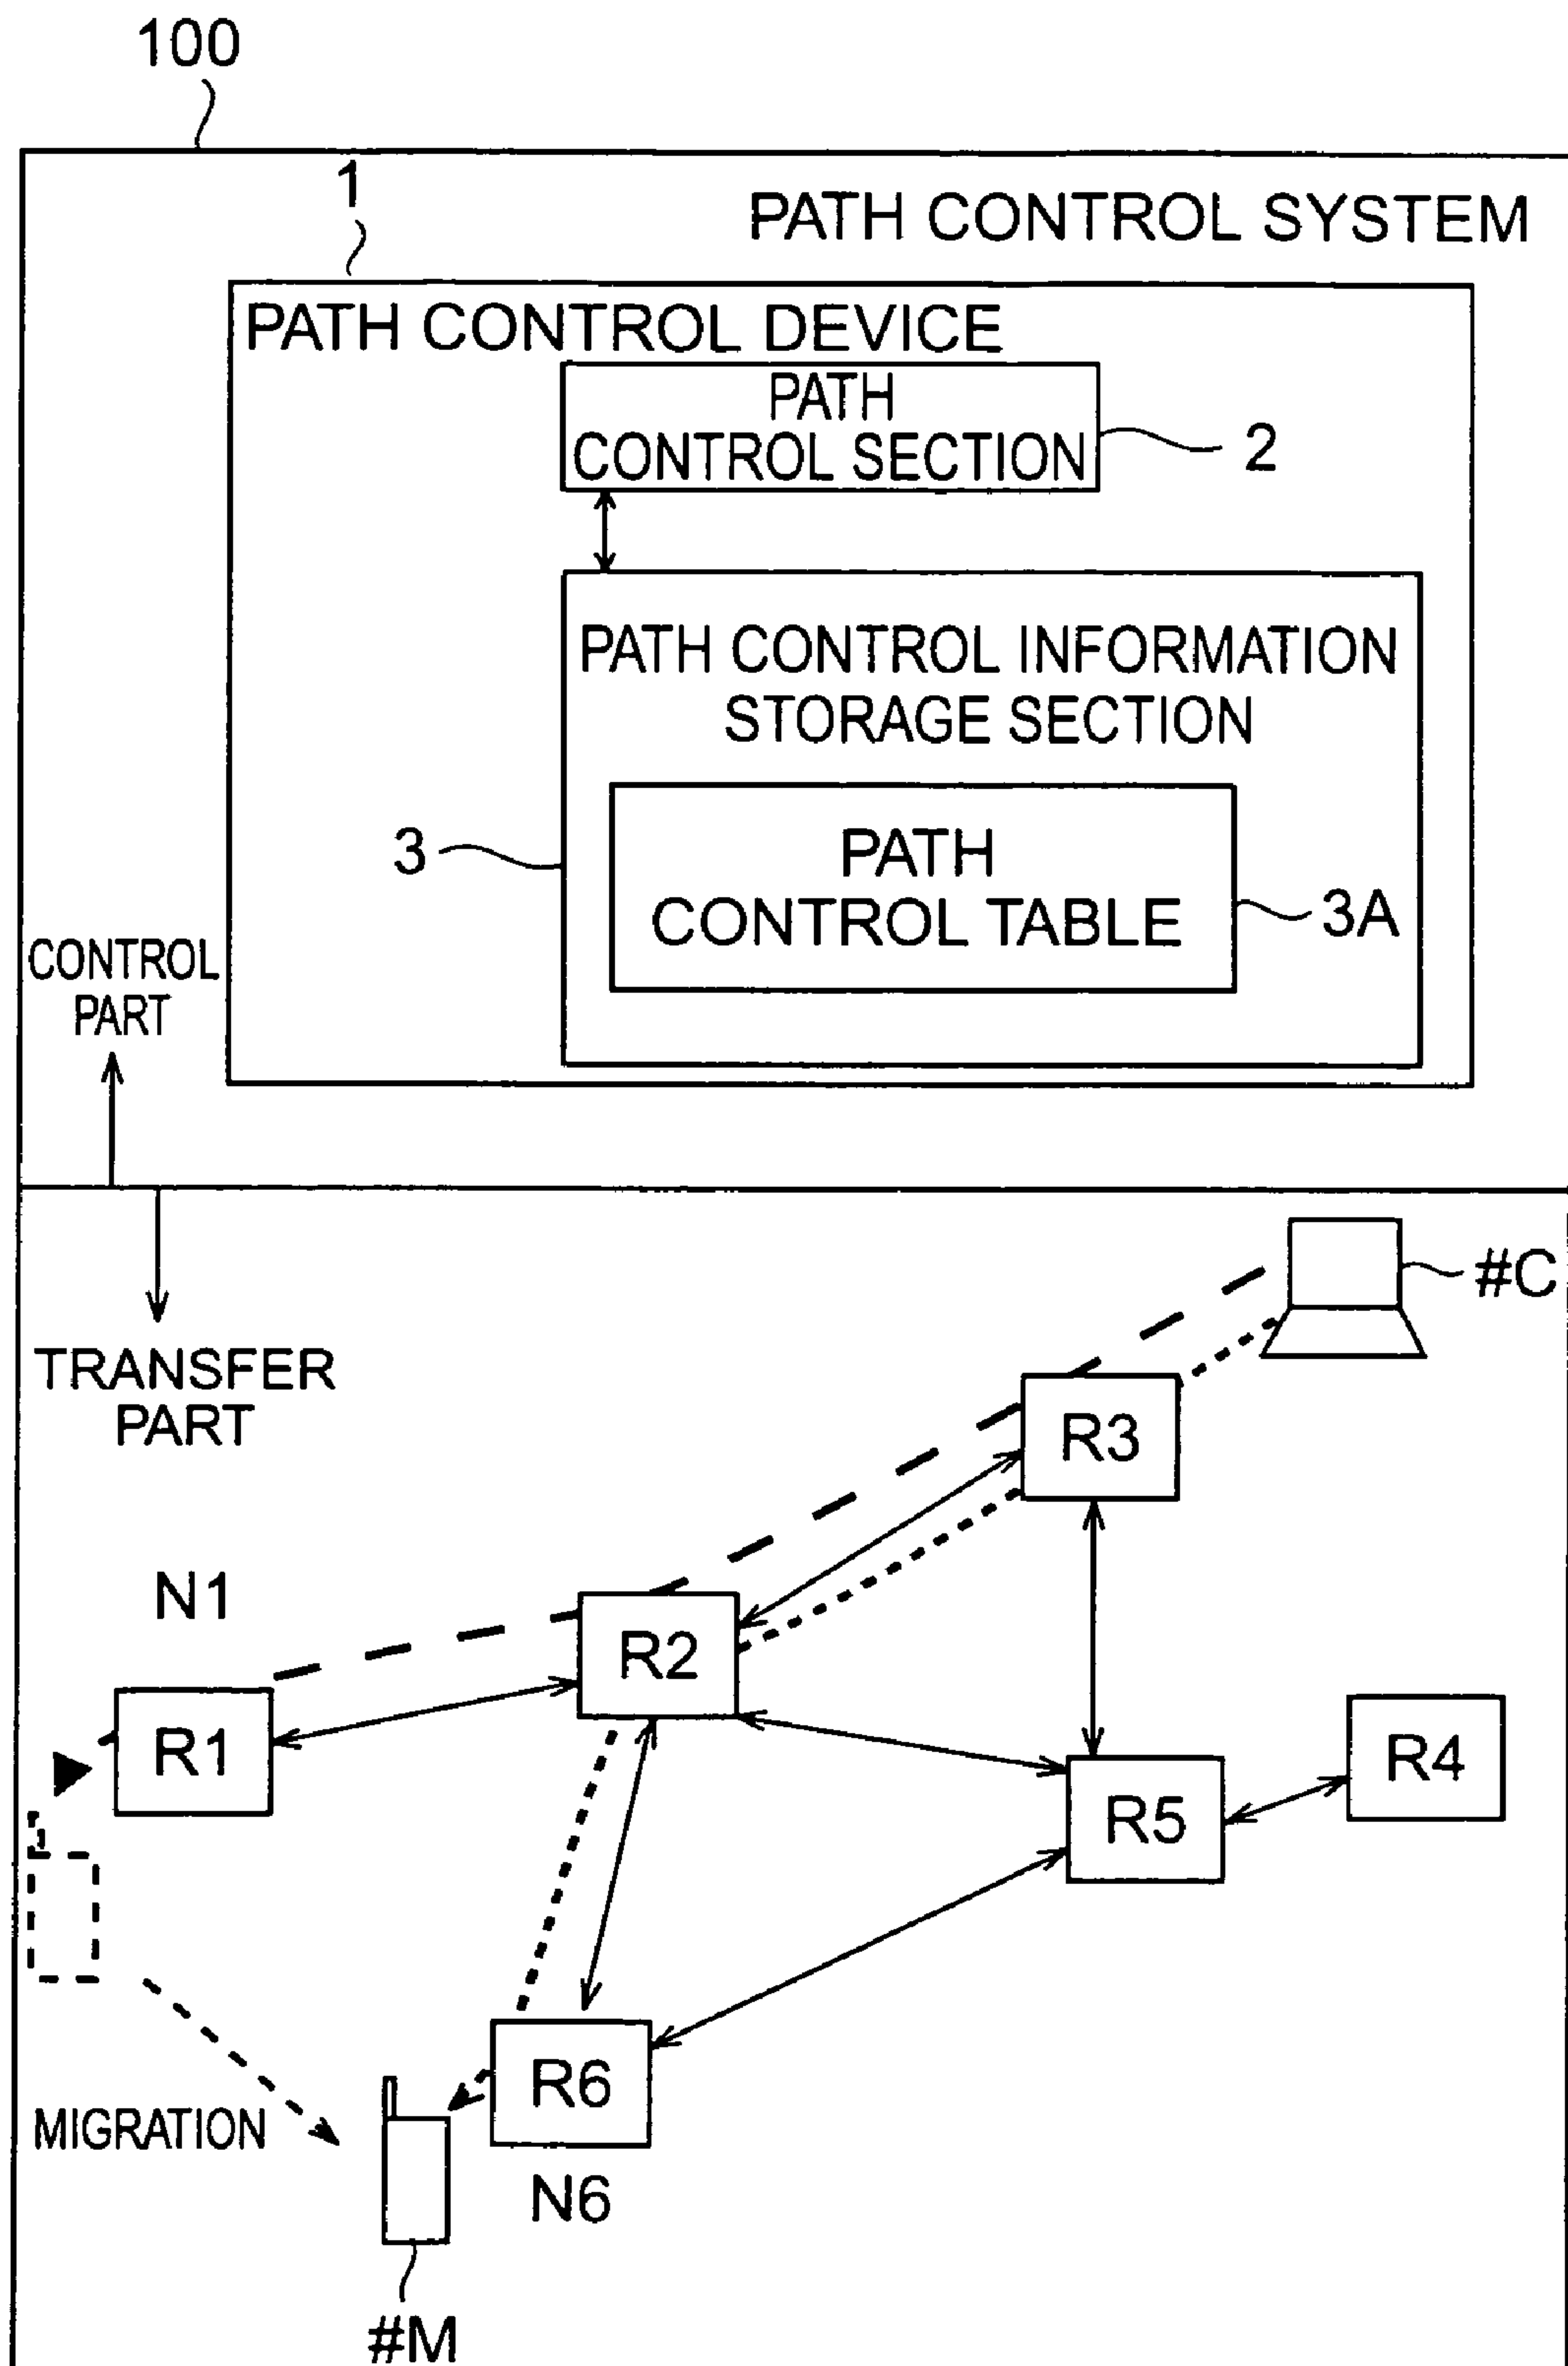 100
1
PATH CONTROL SYSTEM
PATH CONTROL DEVICE
PATH
CONTROL SECTION
2
PATH CONTROL INFORMATION
STORAGE SECTION
3
PATH
CONTROL TABLE
3A
CONTROL
PART
#C
TRANSFER
PART
R3
N1
R2
R1
R4
R5
R6
MIGRATION
N6
#M